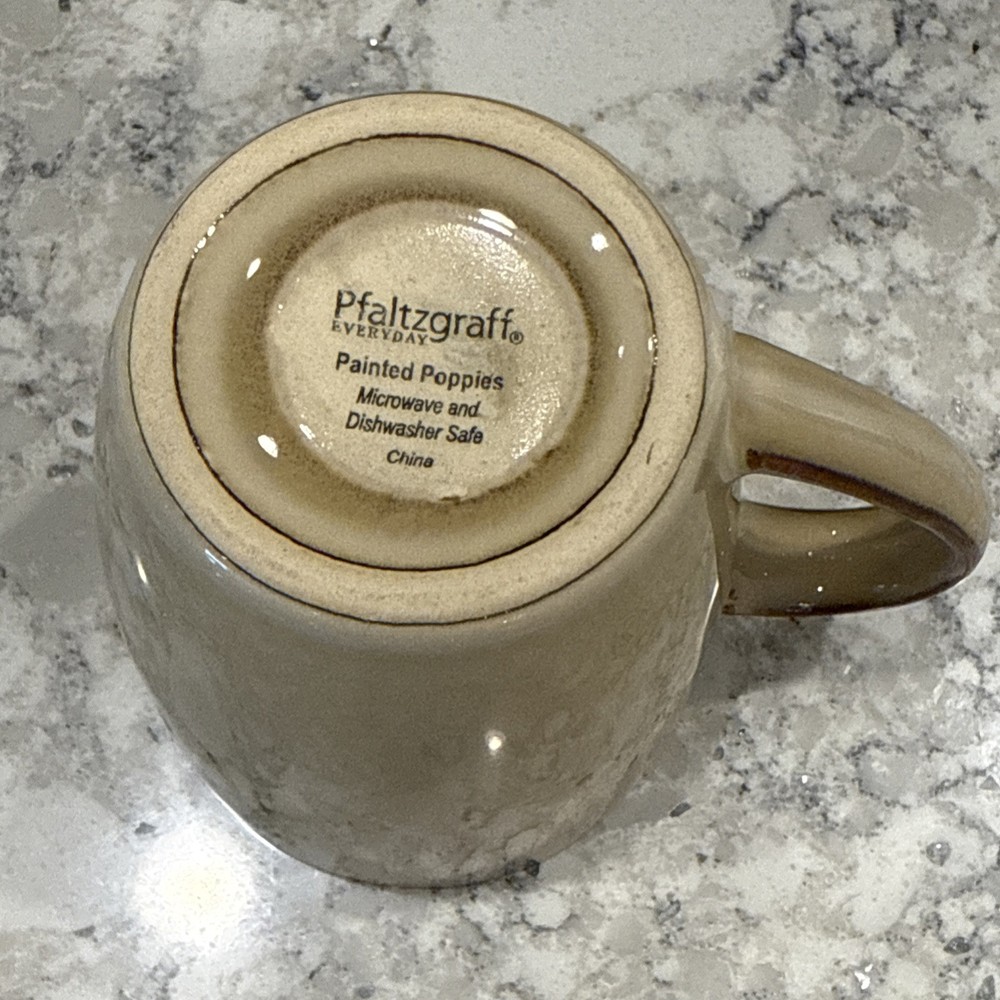 Pfaltzgraff®
EVERYDAY
Painted Poppies
Microwave and
Dishwasher Safe
China